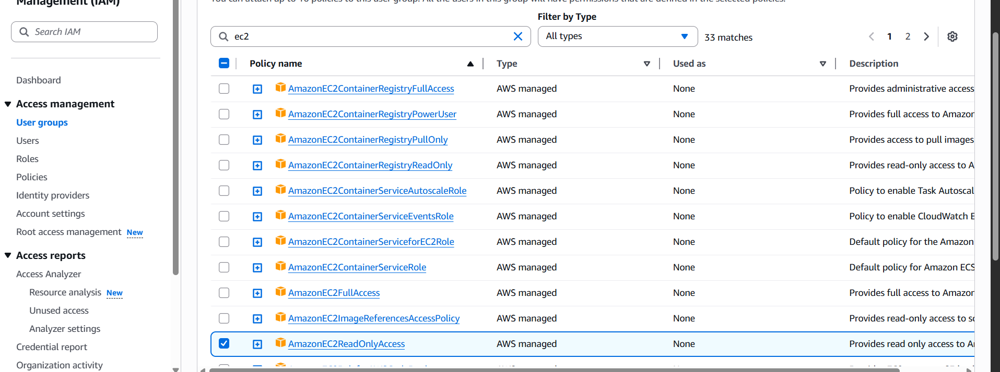 Management (IAM)
You can attach up to 10 policies to this user group. All the users in this group will have permissions that are defined in the selected policies.
Search IAM
Dashboard
Access management
User groups
Users
Roles
Policies
Identity providers
Account settings
Root access management New
Access reports
Access Analyzer
Resource analysis New
Unused access
Analyzer settings
Credential report
Organization activity
Filter by Type
ec2
All types
33 matches
1 2
Policy name Type Used as Description
AmazonEC2ContainerRegistryFullAccess AWS managed None Provides administrative access
AmazonEC2ContainerRegistryPowerUser AWS managed None Provides full access to Amazon
AmazonEC2ContainerRegistryPullOnly AWS managed None Provides access to pull images
AmazonEC2ContainerRegistryReadOnly AWS managed None Provides read-only access to A
AmazonEC2ContainerServiceAutoscaleRole AWS managed None Policy to enable Task Autoscal
AmazonEC2ContainerServiceEventsRole AWS managed None Policy to enable CloudWatch E
AmazonEC2ContainerServiceforEC2Role AWS managed None Default policy for the Amazon
AmazonEC2ContainerServiceRole AWS managed None Default policy for Amazon ECS
AmazonEC2FullAccess AWS managed None Provides full access to Amazon
AmazonEC2ImageReferencesAccessPolicy AWS managed None Provides read-only access to sc
AmazonEC2ReadOnlyAccess AWS managed None Provides read only access to A